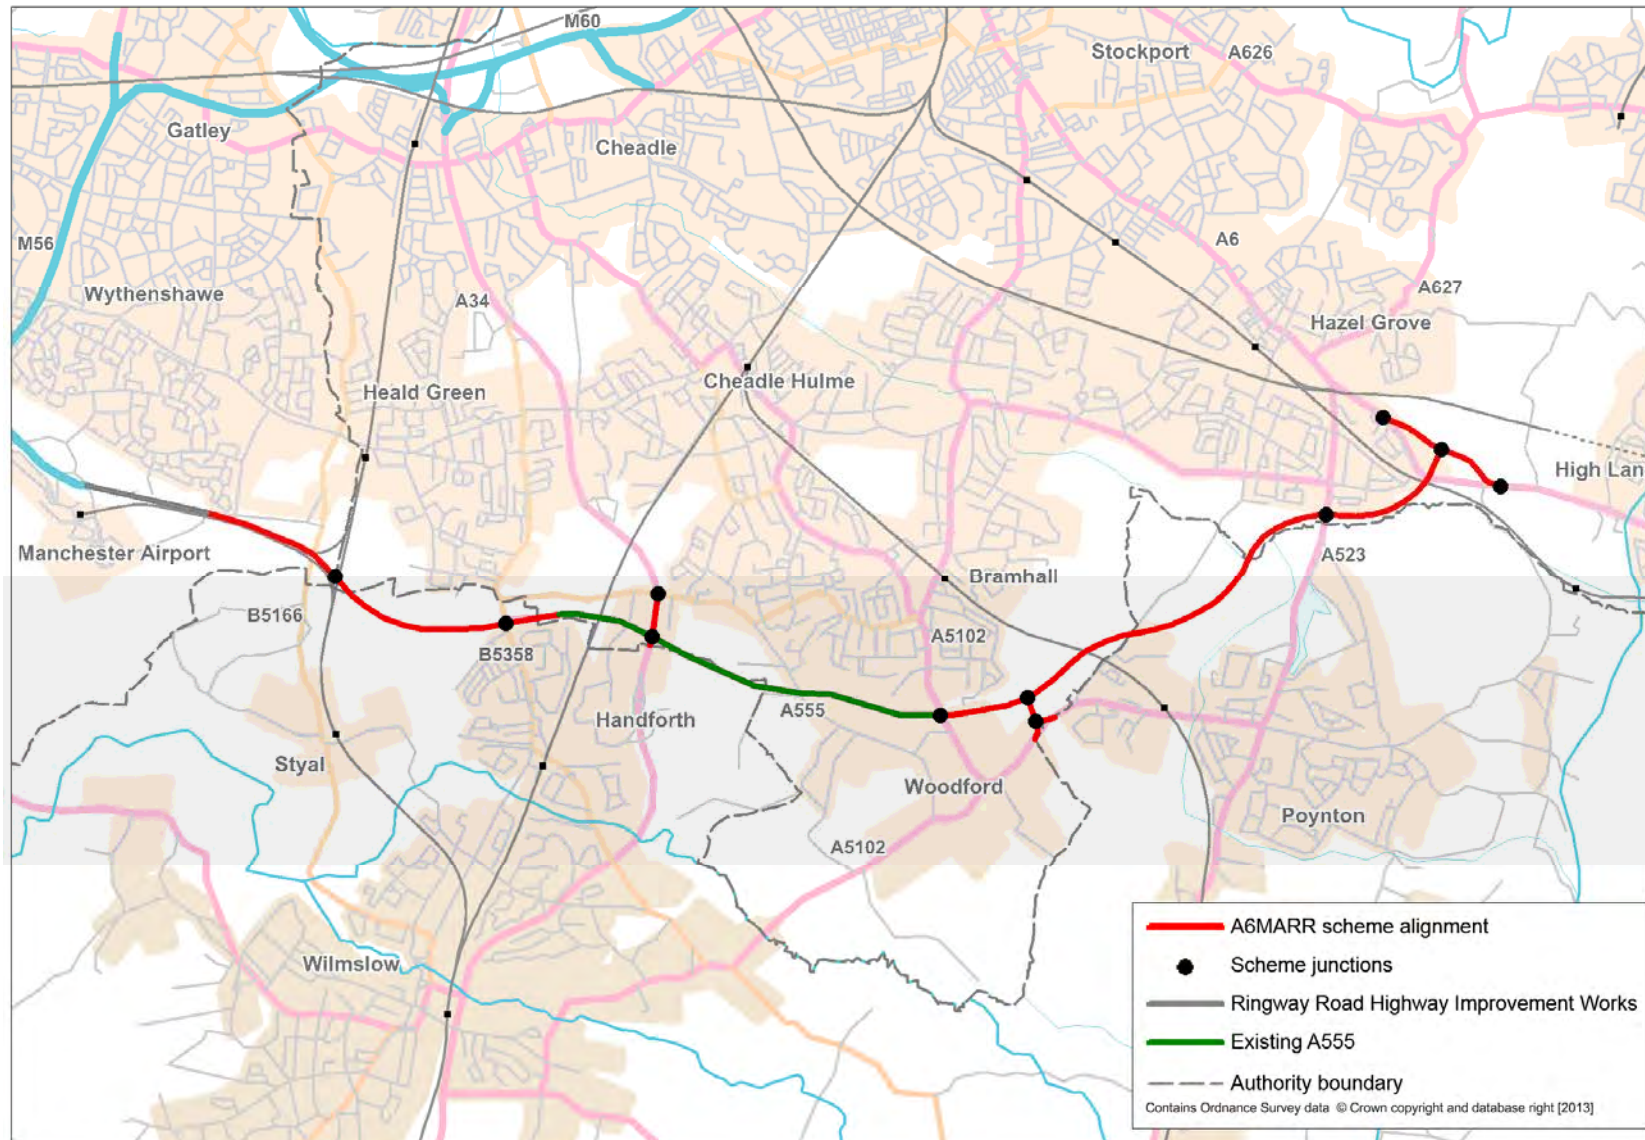 M60
Stockport
A626
Gatley
Cheadle
M56
A6
Wythenshawe
A34
A627
Hazel Grove
Heald Green
Cheadle Hulme
High Lan
Manchester Airport
A523
Bramhall
B5166
B5358
A5102
A555
Handforth
Styal
Woodford
Poynton
A5102
Wilmslow
A6MARR scheme alignment
Scheme junctions
Ringway Road Highway Improvement Works
Existing A555
Authority boundary
Contains Ordnance Survey data © Crown copyright and database right [2013]